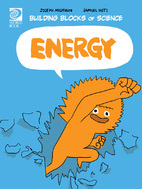 JOSEPH MIDTHUN SAMUEL HITI
BUILDING BLOCKS OF SCIENCE
ENERGY